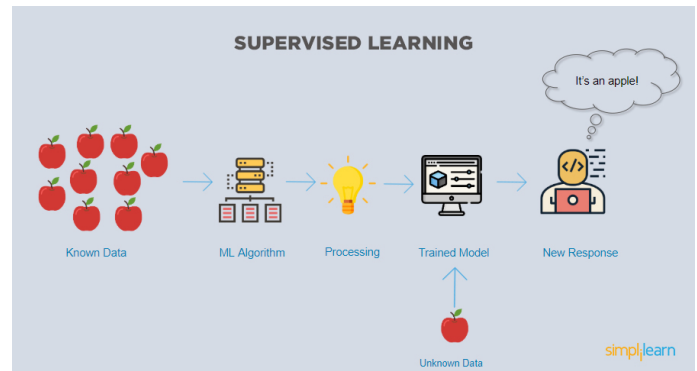 SUPERVISED LEARNING
It's an apple!
</>
Known Data
ML Algorithm
Processing
Trained Model
New Response
Unknown Data
simplilearn